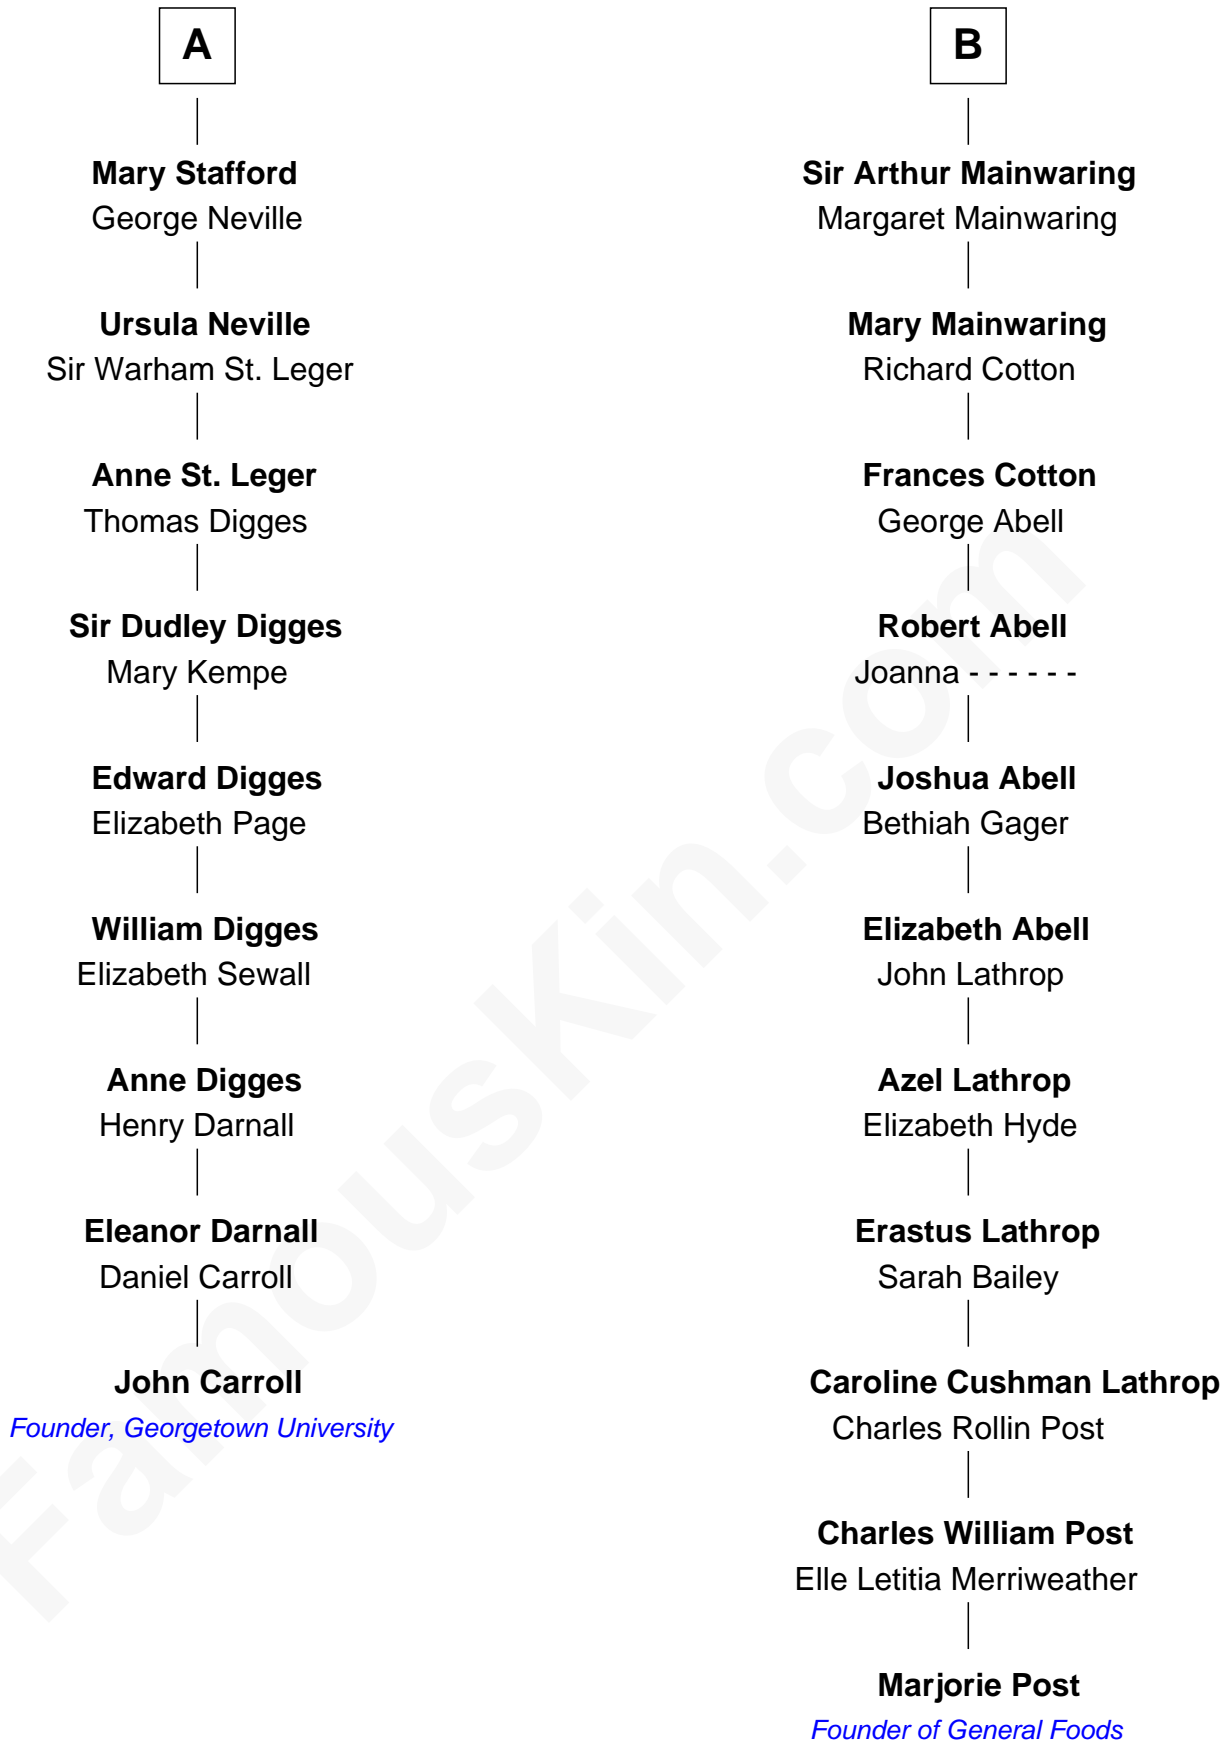 A
Mary Stafford
George Neville
Ursula Neville
Sir Warham St. Leger
Anne St. Leger
Thomas Digges
Sir Dudley Digges
Mary Kempe
Edward Digges
Elizabeth Page
William Digges
Elizabeth Sewall
Anne Digges
Henry Darnall
Eleanor Darnall
Daniel Carroll
John Carroll
Founder, Georgetown University
B
Sir Arthur Mainwaring
Margaret Mainwaring
Mary Mainwaring
Richard Cotton
Frances Cotton
George Abell
Robert Abell
Joanna - - - - - -
Joshua Abell
Bethiah Gager
Elizabeth Abell
John Lathrop
Azel Lathrop
Elizabeth Hyde
Erastus Lathrop
Sarah Bailey
Caroline Cushman Lathrop
Charles Rollin Post
Charles William Post
Elle Letitia Merriweather
Marjorie Post
Founder of General Foods
FamousKin.com